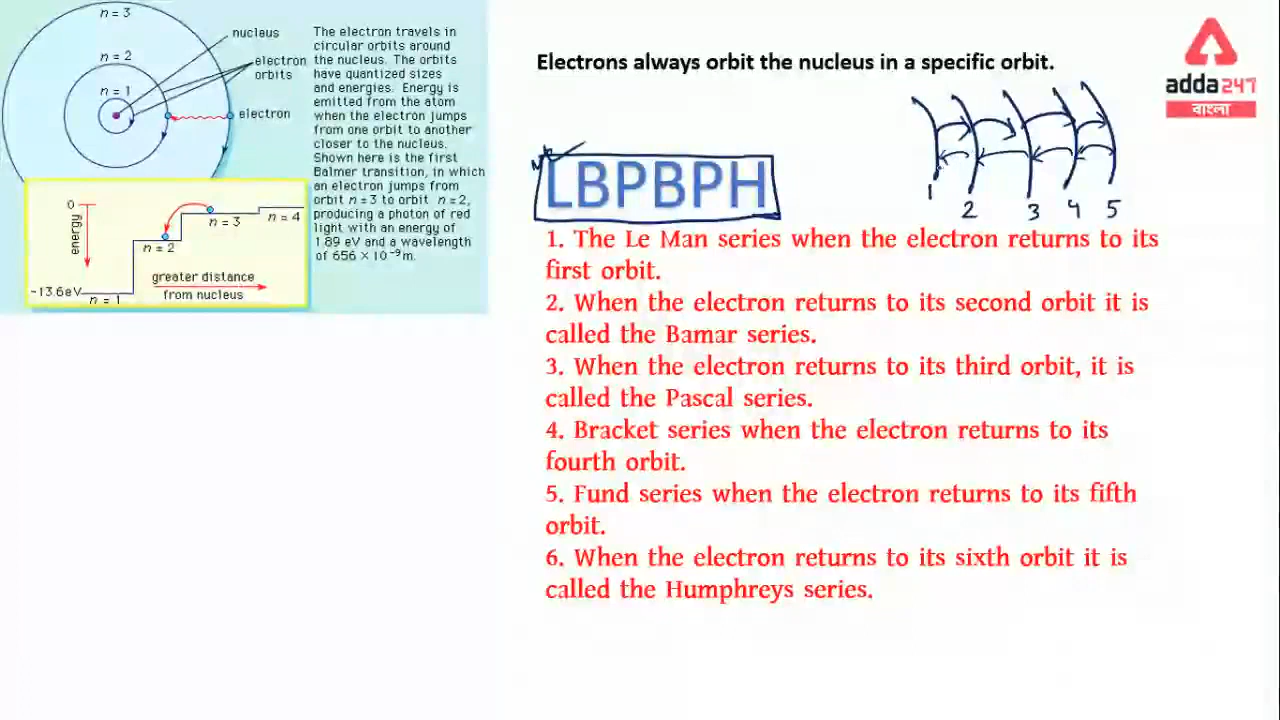 n = 3
nucleus
n = 2
electron
orbits
n = 1
electron
The electron travels in
circular orbits around
the nucleus. The orbits
have quantized sizes
and energies. Energy is
emitted from the atom
when the electron jumps
from one orbit to another
closer to the nucleus.
Shown here is the first
Balmer transition, in which
an electron jumps from
orbit n = 3 to orbit n = 2,
producing a photon of red
light with an energy of
1.89 eV and a wavelength
of 656 × 10⁻⁹ m.
0
energy
n = 4
n = 3
n = 2
greater distance
from nucleus
-13.6eV
n = 1
Electrons always orbit the nucleus in a specific orbit.
adda247
বাংলা
LBPBPH
1 2 3 4 5
1. The Le Man series when the electron returns to its
first orbit.
2. When the electron returns to its second orbit it is
called the Bamar series.
3. When the electron returns to its third orbit, it is
called the Pascal series.
4. Bracket series when the electron returns to its
fourth orbit.
5. Fund series when the electron returns to its fifth
orbit.
6. When the electron returns to its sixth orbit it is
called the Humphreys series.